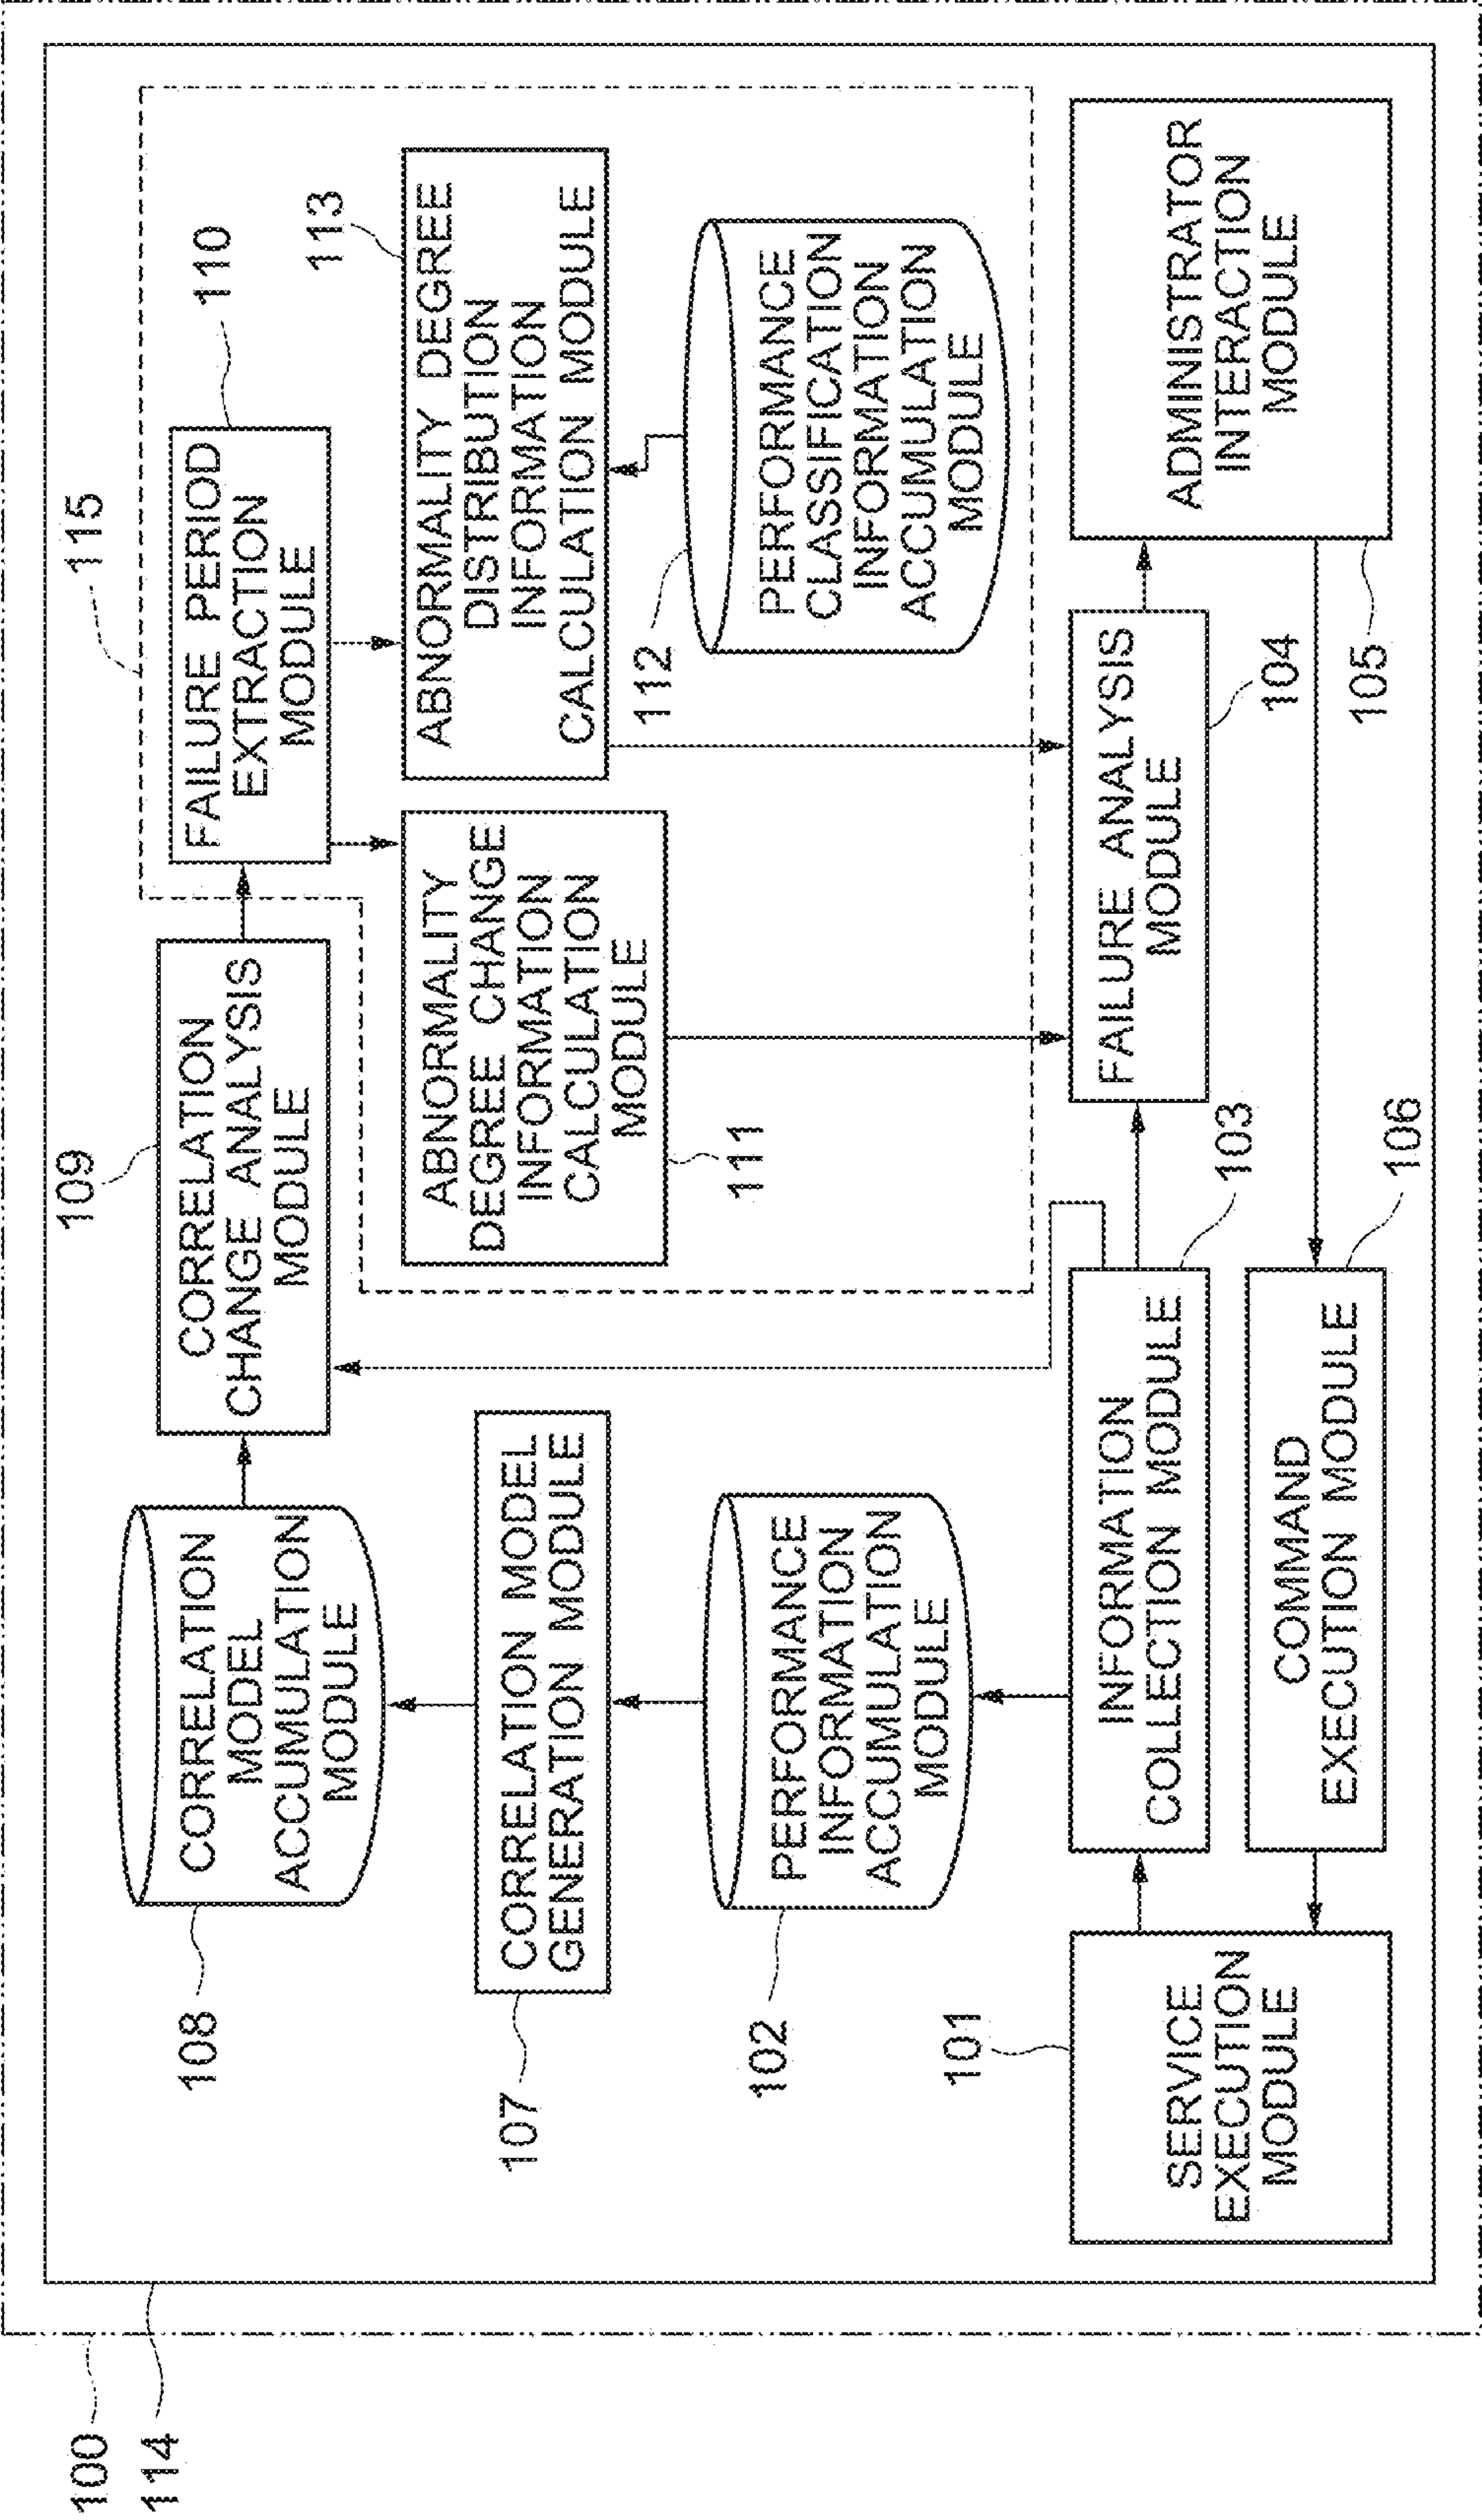 100
114
108
CORRELATION
MODEL
ACCUMULATION
MODULE
109
CORRELATION
CHANGE ANALYSIS
MODULE
115
FAILURE PERIOD
EXTRACTION
MODULE
110
107
CORRELATION MODEL
GENERATION MODULE
ABNORMALITY
DEGREE CHANGE
INFORMATION
CALCULATION
MODULE
111
113
ABNORMALITY DEGREE
DISTRIBUTION
INFORMATION
CALCULATION MODULE
102
PERFORMANCE
INFORMATION
ACCUMULATION
MODULE
112
PERFORMANCE
CLASSIFICATION
INFORMATION
ACCUMULATION
MODULE
101
SERVICE
EXECUTION
MODULE
INFORMATION
COLLECTION MODULE
103
FAILURE ANALYSIS
MODULE
104
ADMINISTRATOR
INTERACTION
MODULE
105
COMMAND
EXECUTION MODULE
106